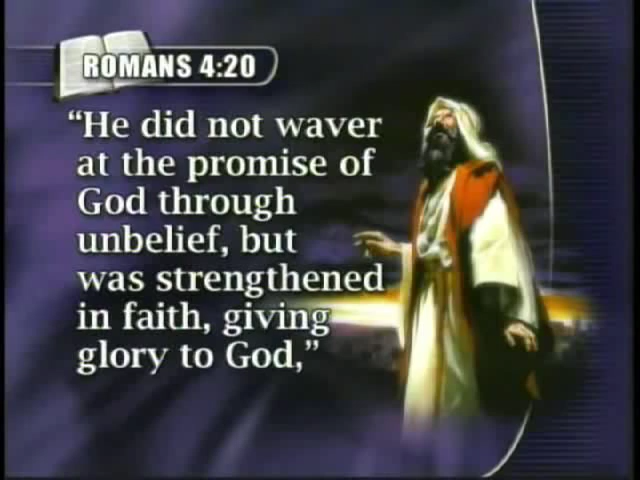 ROMANS 4:20
“He did not waver
at the promise of
God through
unbelief, but
was strengthened
in faith, giving
glory to God,”